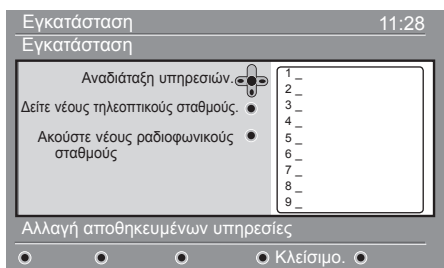 Εγκατάσταση 11:28
Εγκατάσταση
Αναδιάταξη υπηρεσιών.
Δείτε νέους τηλεοπτικούς σταθμούς.
Ακούστε νέους ραδιοφωνικούς
σταθμούς
1 _
2 _
3 _
4 _
5 _
6 _
7 _
8 _
9 _
Αλλαγή αποθηκευμένων υπηρεσίες
Κλείσιμο.